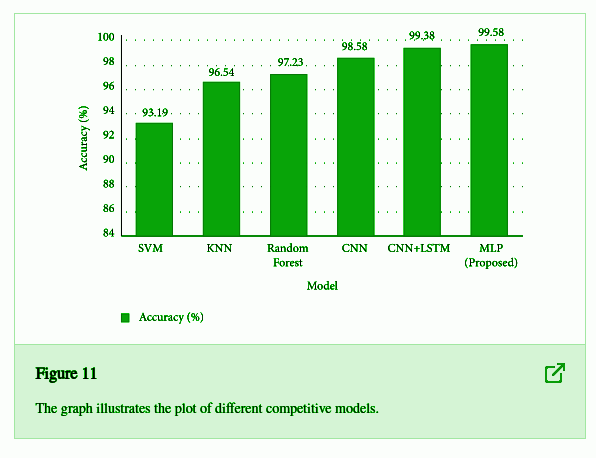 Accuracy (%)
100
98
96
94
92
90
88
86
84
93.19
96.54
97.23
98.58
99.38
99.58
SVM
KNN
Random
Forest
CNN
CNN+LSTM
MLP
(Proposed)
Model
Accuracy (%)
Figure 11
The graph illustrates the plot of different competitive models.